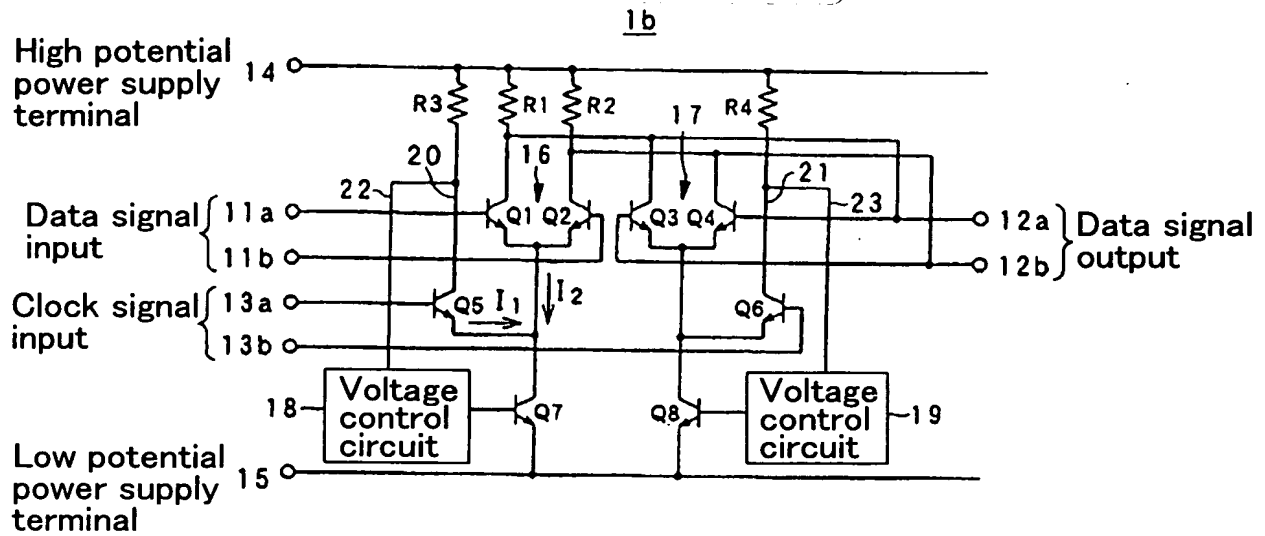 1b
High potential
power supply
terminal
14
R3
R1
R2
R4
17
20
16
21
22
23
Data signal
input
11a
11b
Q1
Q2
Q3
Q4
12a
12b
Data signal
output
Clock signal
input
13a
13b
Q5
I1
I2
Q6
18
Voltage
control
circuit
Q7
Q8
Voltage
control
circuit
19
Low potential
power supply
terminal
15